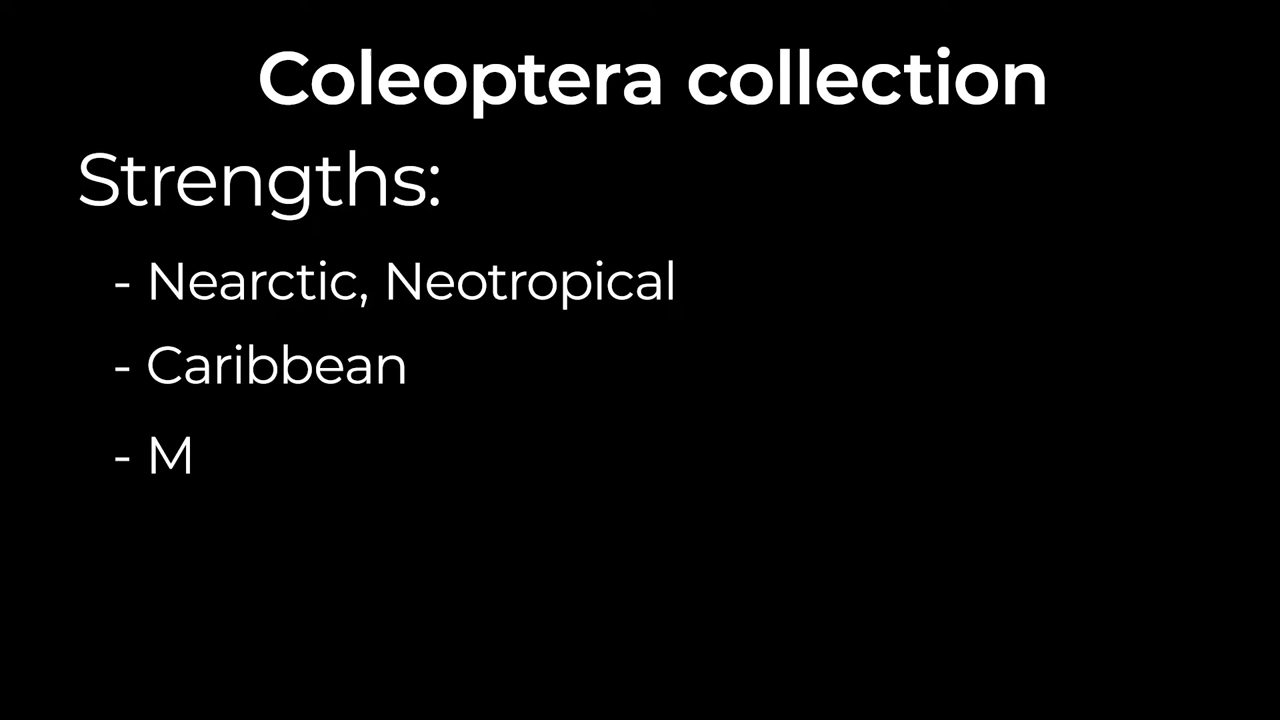 Coleoptera collection
Strengths:
- Nearctic, Neotropical
- Caribbean
- M